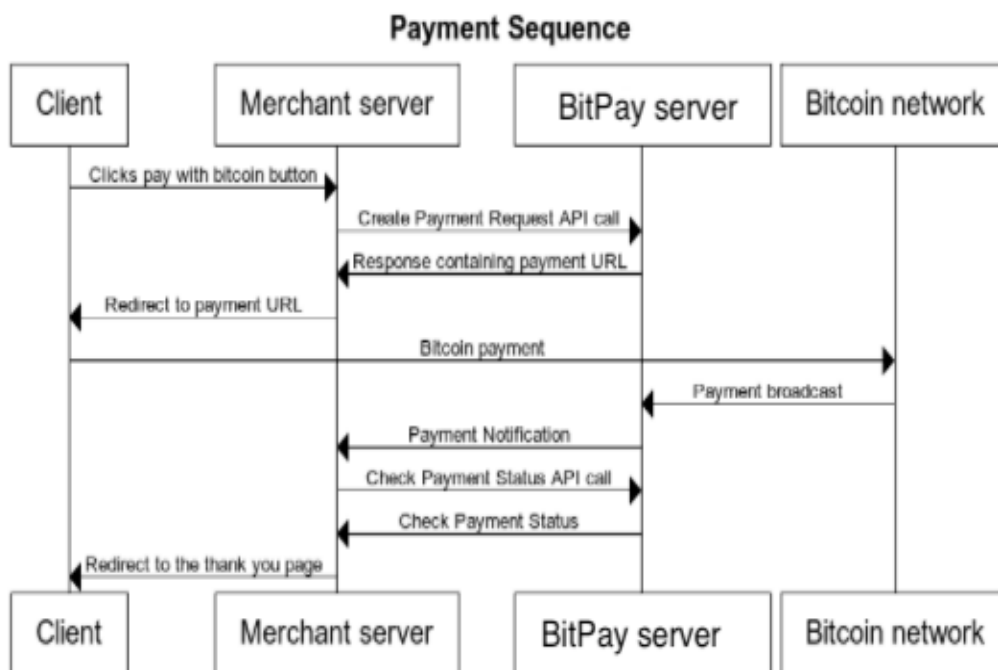 Payment Sequence
Client
Merchant server
BitPay server
Bitcoin network
Clicks pay with bitcoin button
Create Payment Request API call
Response containing payment URL
Redirect to payment URL
Bitcoin payment
Payment broadcast
Payment Notification
Check Payment Status API call
Check Payment Status
Redirect to the thank you page
Client
Merchant server
BitPay server
Bitcoin network